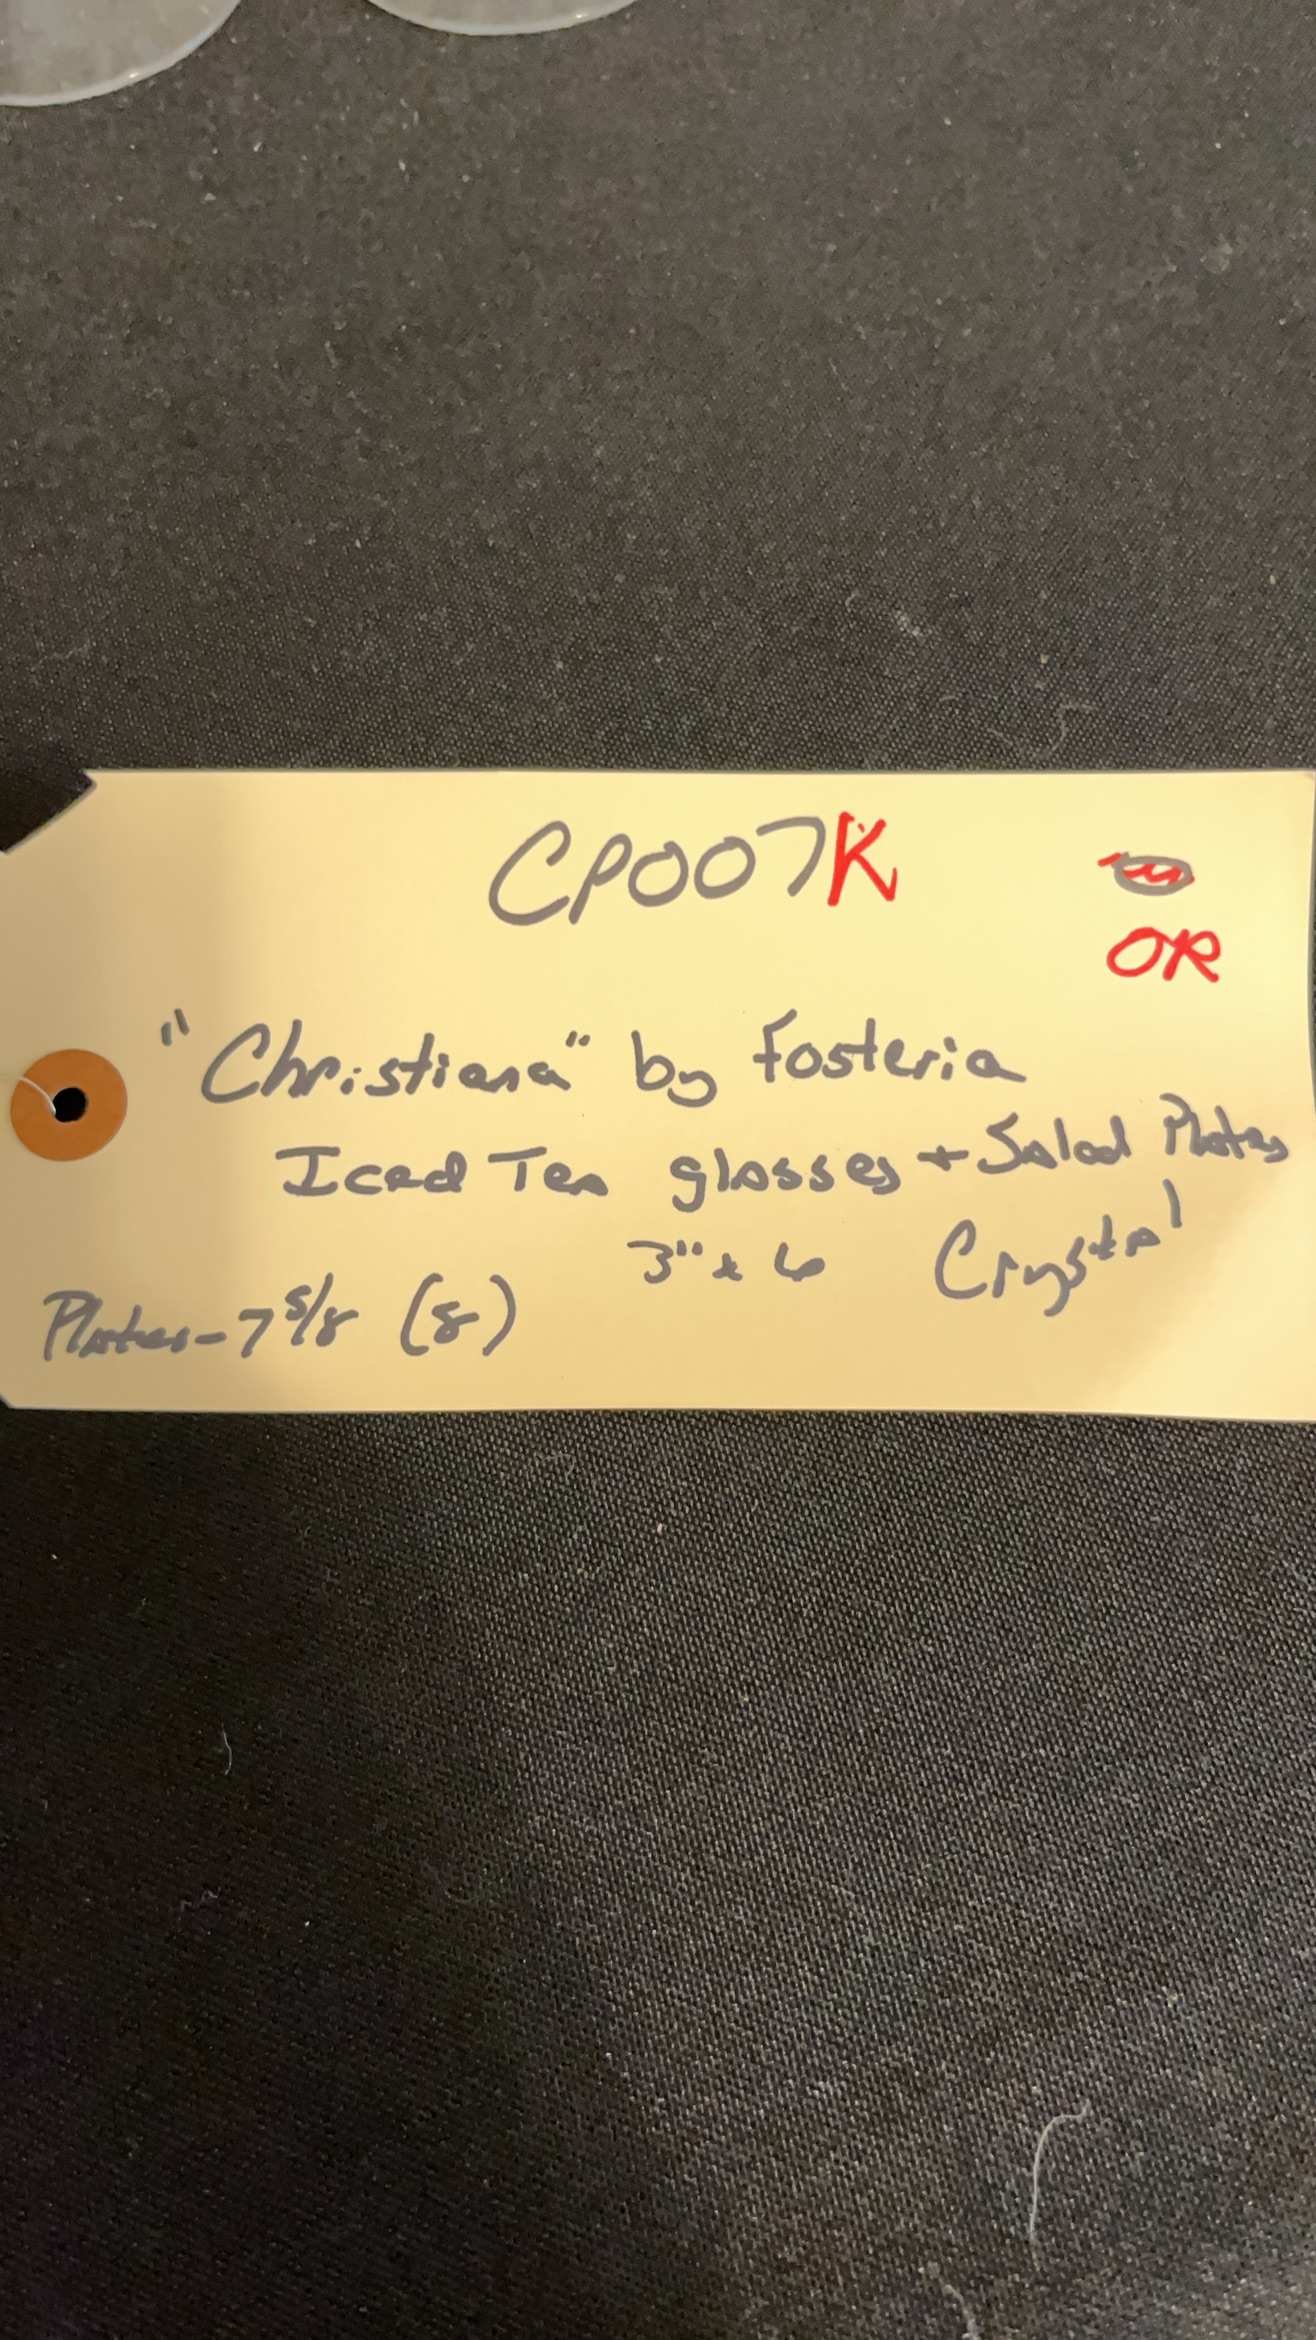 CP007K
OR
"Christiana" by Fosteria
Iced Tea glasses + Salad Plates
3" x 6 Crystal
Plates - 7 5/8 (8)